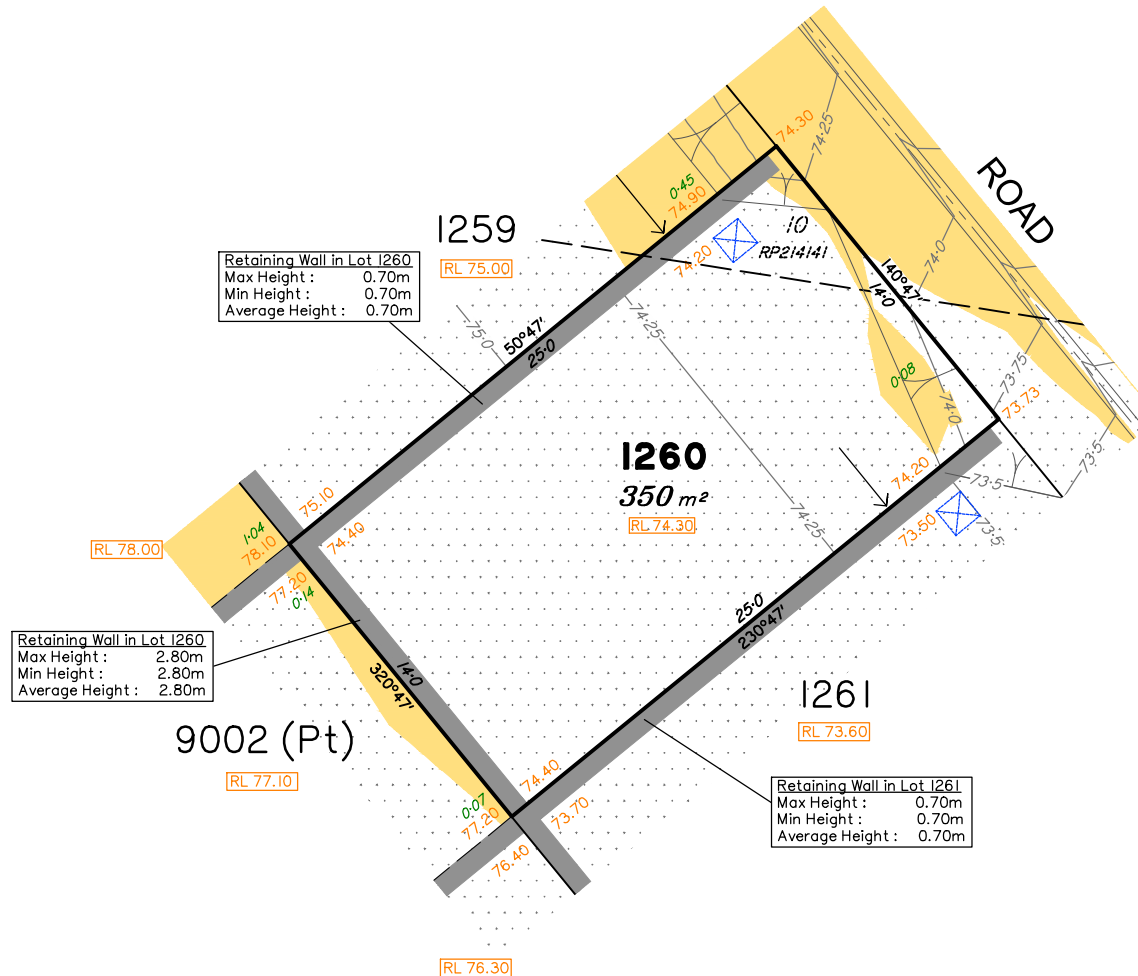 74.30
74·25
ROAD
0·45
74.90
1259
RL 75.00
10
RP214141
74.20
74·0
140°47'
14·0
Retaining Wall in Lot 1260
Max Height : 0.70m
Min Height : 0.70m
Average Height : 0.70m
75·0
74·25
50°47'
25·0
0·08
73·75
74·0
73.73
1260
350 m²
RL 74.30
74.20
73·5
73·5
73.50
73·5
74·25
75.10
74.40
1·04
78.10
RL 78.00
77.20
0·14
Retaining Wall in Lot 1260
Max Height : 2.80m
Min Height : 2.80m
Average Height : 2.80m
14·0
320°47'
25·0
230°47'
1261
RL 73.60
9002 (Pt)
RL 77.10
74.40
73.70
0·07
77.20
76.40
Retaining Wall in Lot 1261
Max Height : 0.70m
Min Height : 0.70m
Average Height : 0.70m
RL 76.30